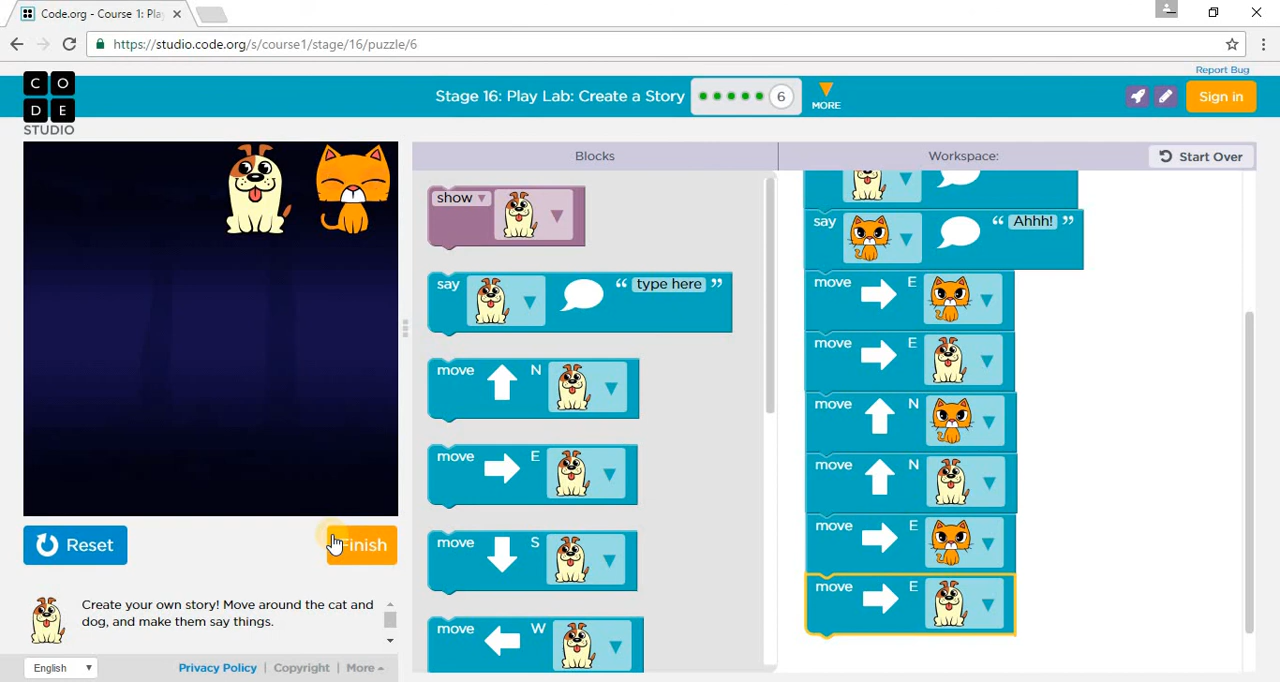 Code.org - Course 1: Pla
https://studio.code.org/s/course1/stage/16/puzzle/6
Report Bug
C O
D E
STUDIO
Stage 16: Play Lab: Create a Story
6
MORE
Sign in
Blocks
Workspace:
Start Over
show
say “ type here ”
move N
move E
move S
move W
say “ Ahhh! ”
move E
move E
move N
move N
move E
move E
Reset
Finish
Create your own story! Move around the cat and
dog, and make them say things.
English
Privacy Policy | Copyright | More